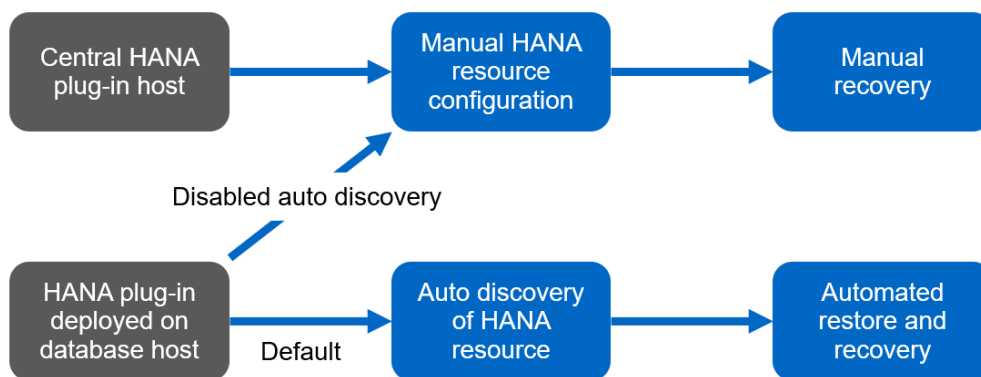 Central HANA
plug-in host
Manual HANA
resource
configuration
Manual
recovery
Disabled auto discovery
HANA plug-in
deployed on
database host
Default
Auto discovery
of HANA
resource
Automated
restore and
recovery